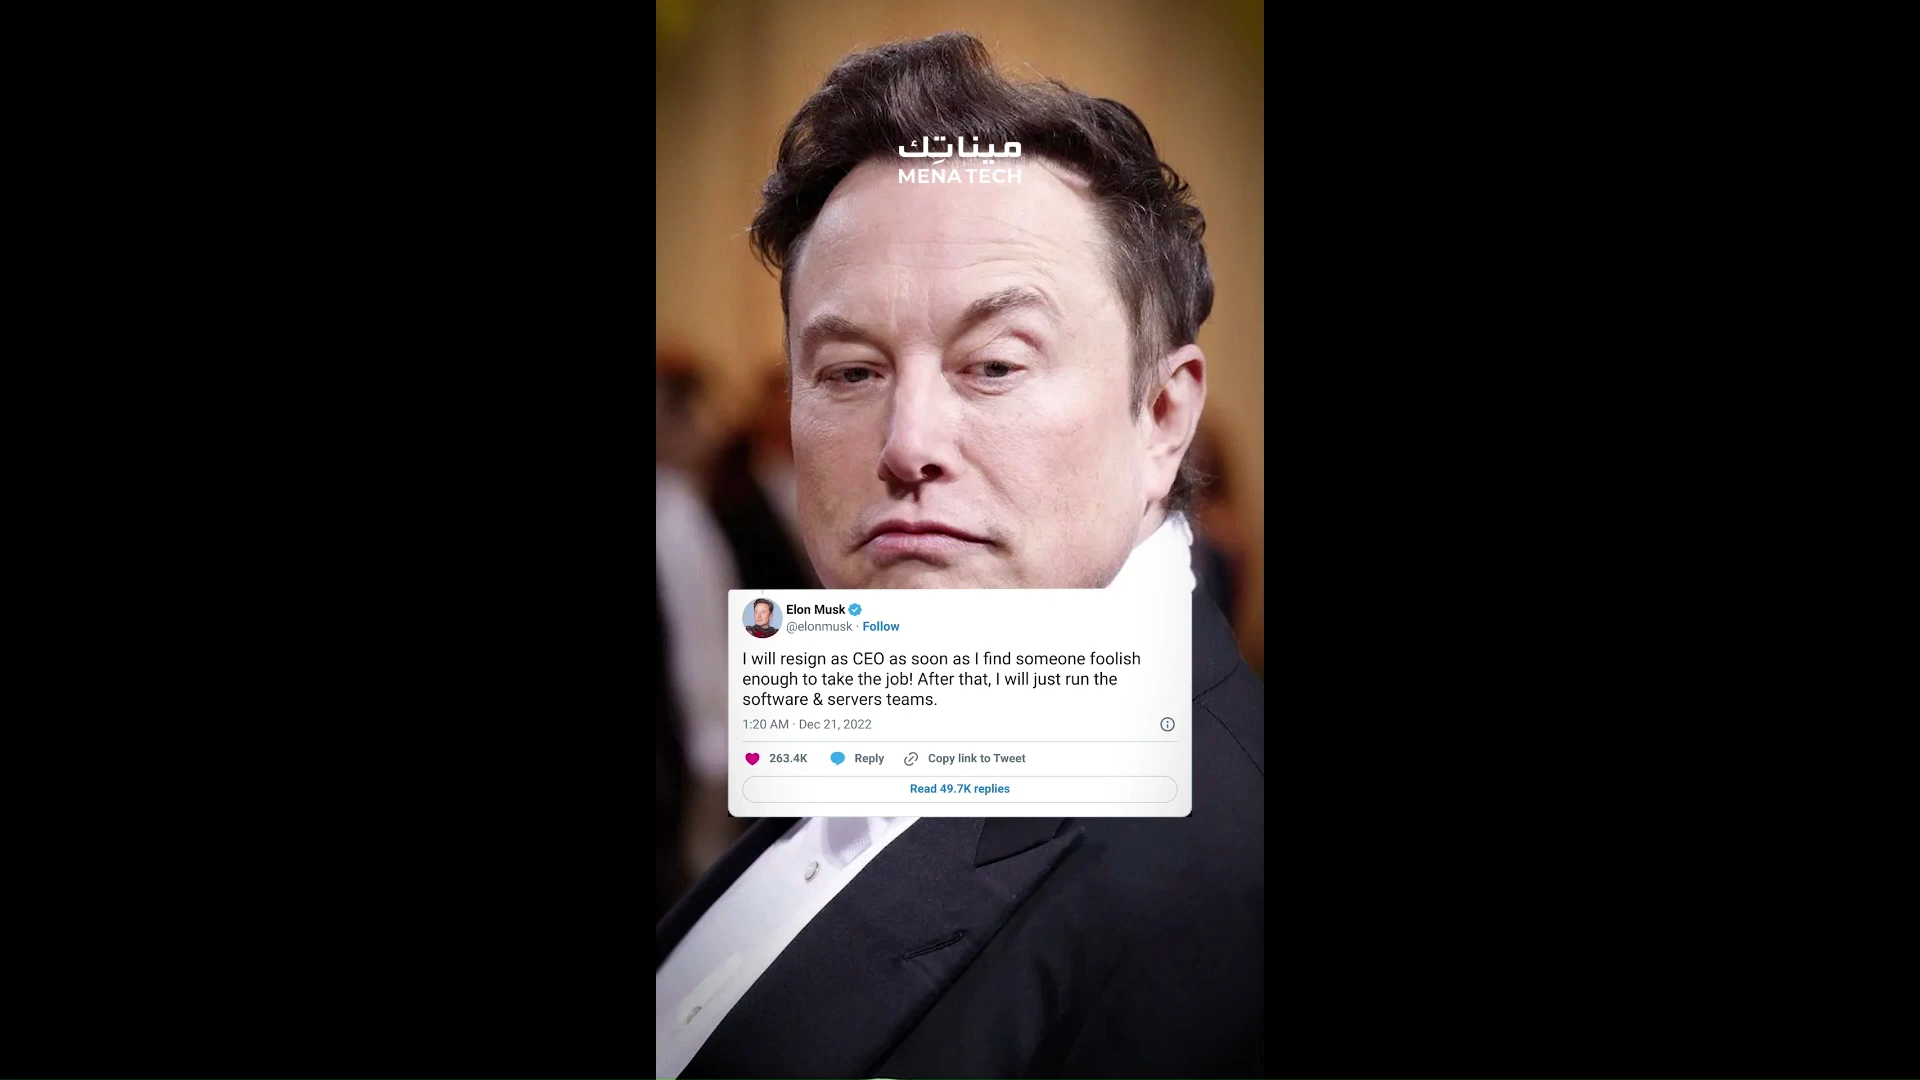 ميناتِك
MENA TECH
Elon Musk
@elonmusk · Follow
I will resign as CEO as soon as I find someone foolish
enough to take the job! After that, I will just run the
software & servers teams.
1:20 AM · Dec 21, 2022
263.4K Reply Copy link to Tweet
Read 49.7K replies